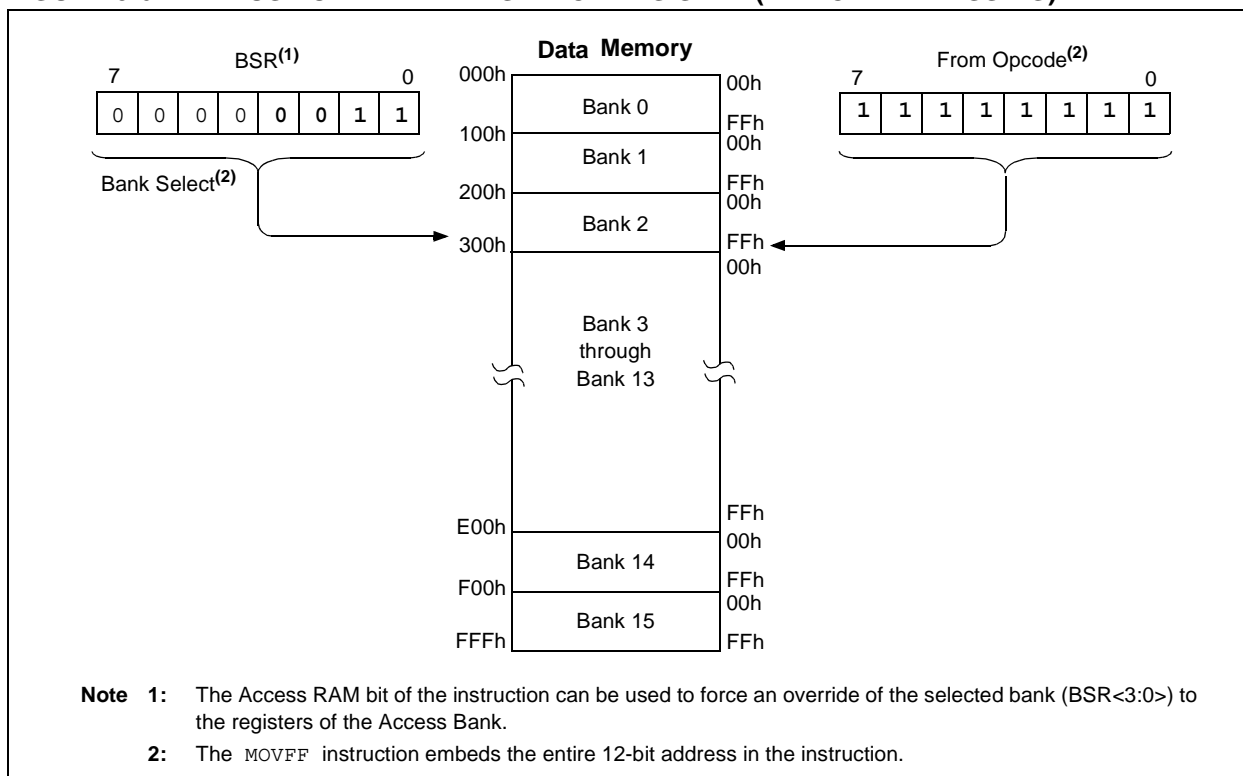 Data Memory
BSR(1)
7 0
0 0 0 0 0 0 1 1
Bank Select(2)
From Opcode(2)
7 0
1 1 1 1 1 1 1 1
000h
00h
Bank 0
FFh
100h
00h
Bank 1
FFh
200h
00h
Bank 2
FFh
300h
00h
Bank 3
through
Bank 13
FFh
E00h
00h
Bank 14
FFh
F00h
00h
Bank 15
FFFh
FFh
Note 1: The Access RAM bit of the instruction can be used to force an override of the selected bank (BSR<3:0>) to
the registers of the Access Bank.
2: The MOVFF instruction embeds the entire 12-bit address in the instruction.